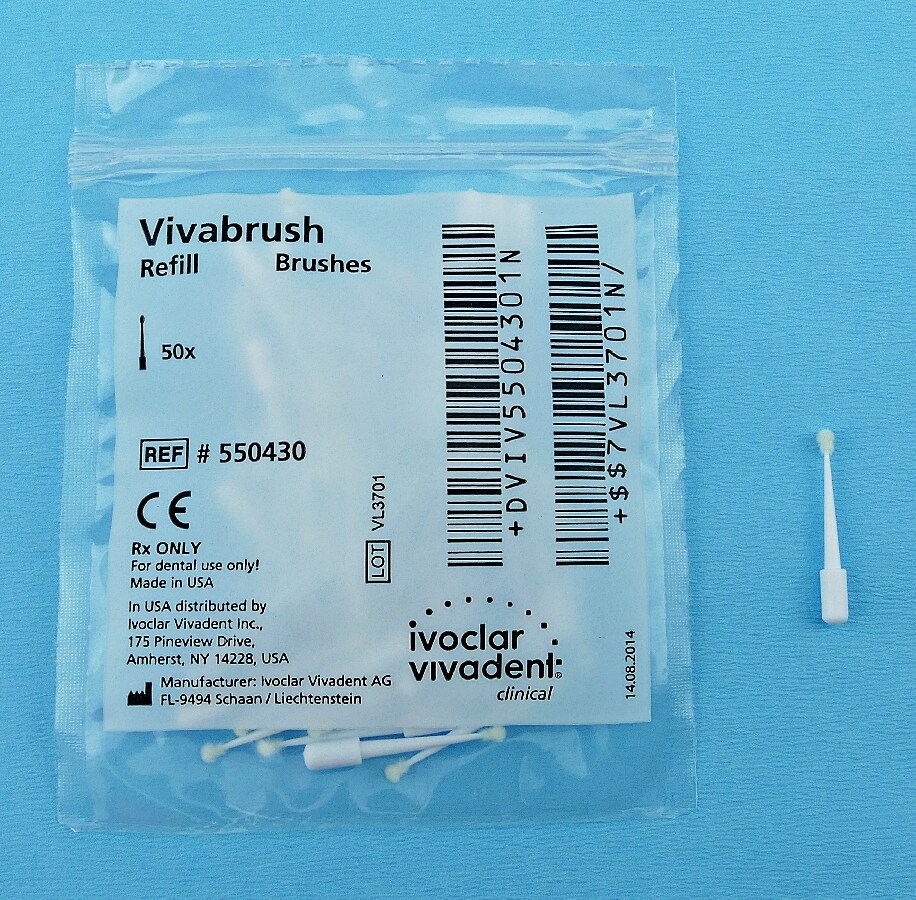 Vivabrush
Refill Brushes
50x
REF # 550430
CE
Rx ONLY
For dental use only!
Made in USA
In USA distributed by
Ivoclar Vivadent Inc.,
175 Pineview Drive,
Amherst, NY 14228, USA
Manufacturer: Ivoclar Vivadent AG
FL-9494 Schaan / Liechtenstein
LOT VL3701
+DVIV5504301N
+$$7VL3701N/
ivoclar
vivadent:®
clinical
14.08.2014